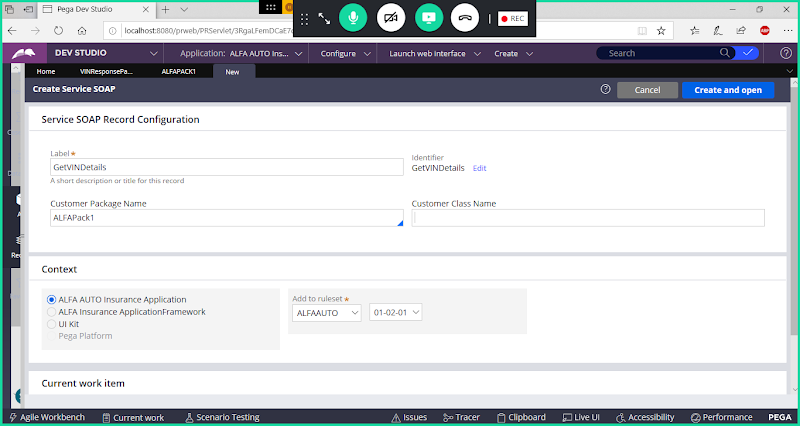 Pega Dev Studio
localhost:8080/prweb/PRServlet/3RgaLFemDCaE7
REC
DEV STUDIO
Application: ALFA AUTO Insu...
Configure
Launch web Interface
Create
Search
Home
VINResponsePa...
ALFAPACK1
New
Create Service SOAP
Cancel
Create and open
Service SOAP Record Configuration
Label*
Identifier
GetVINDetails
GetVINDetails Edit
A short description or title for this record
Customer Package Name
Customer Class Name
ALFAPack1
Context
ALFA AUTO Insurance Application
ALFA Insurance ApplicationFramework
UI Kit
Pega Platform
Add to ruleset*
ALFAAUTO
01-02-01
Current work item
Agile Workbench
Current work
Scenario Testing
Issues
Tracer
Clipboard
Live UI
Accessibility
Performance
PEGA